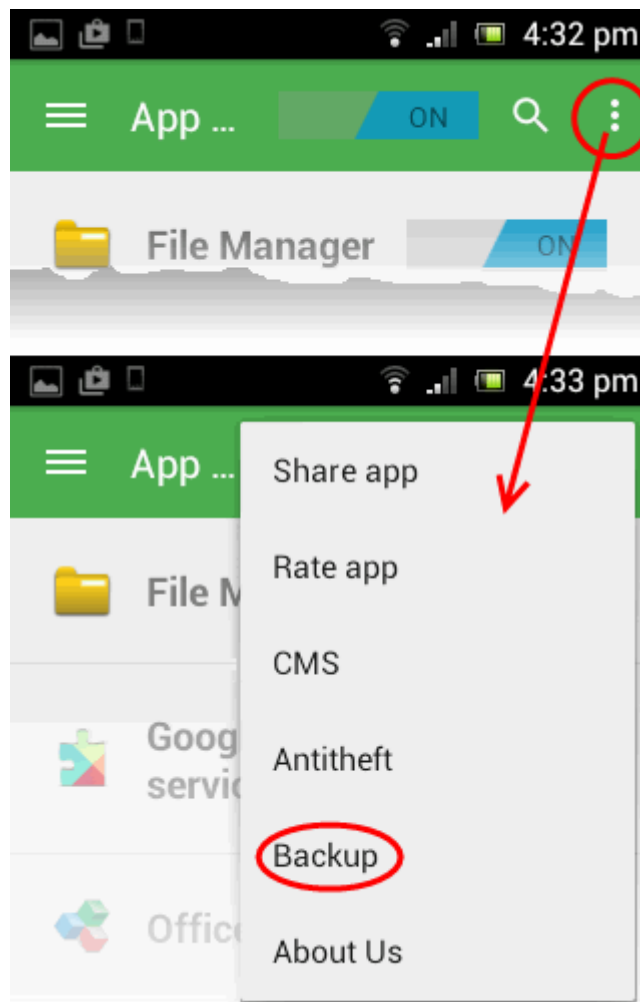 4:32 pm
App ...
ON
File Manager
ON
4:33 pm
App ...
Share app
File M
Rate app
CMS
Goog
servic
Antitheft
Backup
Office
About Us